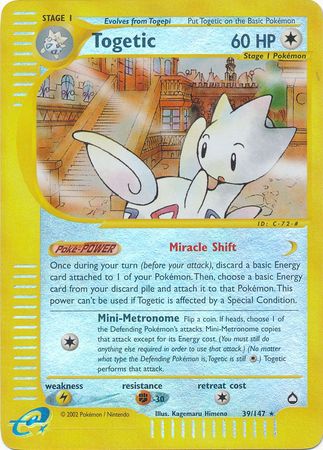 STAGE 1
Evolves from Togepi
Put Togetic on the Basic Pokémon
Togetic
60 HP
Stage 1 Pokémon
ID: C-72-#
Poké-POWER
Miracle Shift
Once during your turn (before your attack), discard a basic Energy
card attached to 1 of your Pokémon. Then, choose a basic Energy
card from your discard pile and attach it to that Pokémon. This
power can't be used if Togetic is affected by a Special Condition.
Mini-Metronome Flip a coin. If heads, choose 1 of
the Defending Pokémon's attacks. Mini-Metronome copies
that attack except for its Energy cost. (You must still do
anything else required in order to use that attack.) (No matter
what type the Defending Pokémon is, Togetic is still .) Togetic performs
that attack.
weakness
resistance
retreat cost
-30
e
© 2002 Pokémon / Nintendo
Illus. Kagemaru Himeno
39/147 ★